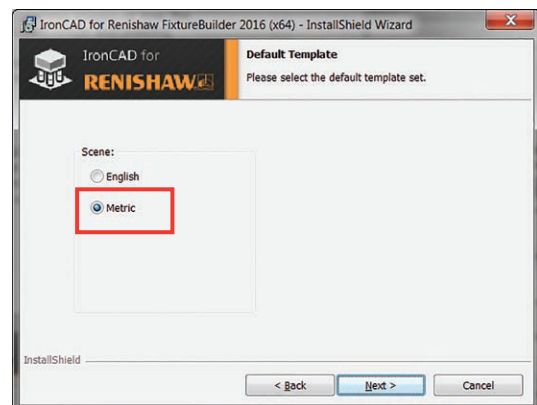 IronCAD for Renishaw FixtureBuilder 2016 (x64) - InstallShield Wizard
IronCAD for
RENISHAW
Default Template
Please select the default template set.
Scene:
English
Metric
InstallShield
< Back
Next >
Cancel